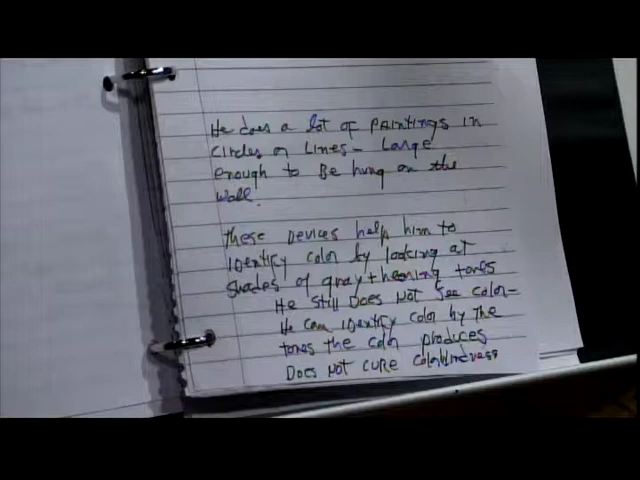 He does a lot of paintings in
circles or lines - Large
enough to Be hung on the
wall.
These Devices help him to
identify color by looking at
shades of gray + hearing tones
He still Does Not see color -
He can identify color by the
tones the color produces
Does Not cure colorblindness